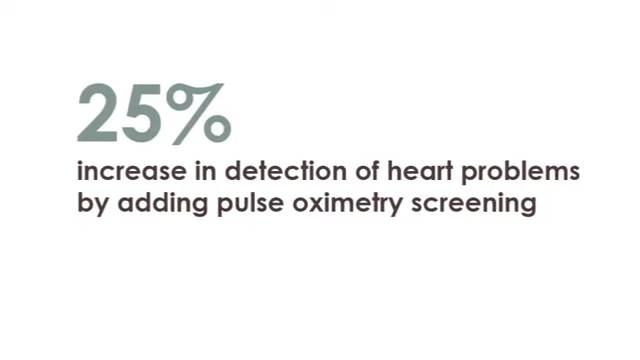 25%
increase in detection of heart problems
by adding pulse oximetry screening